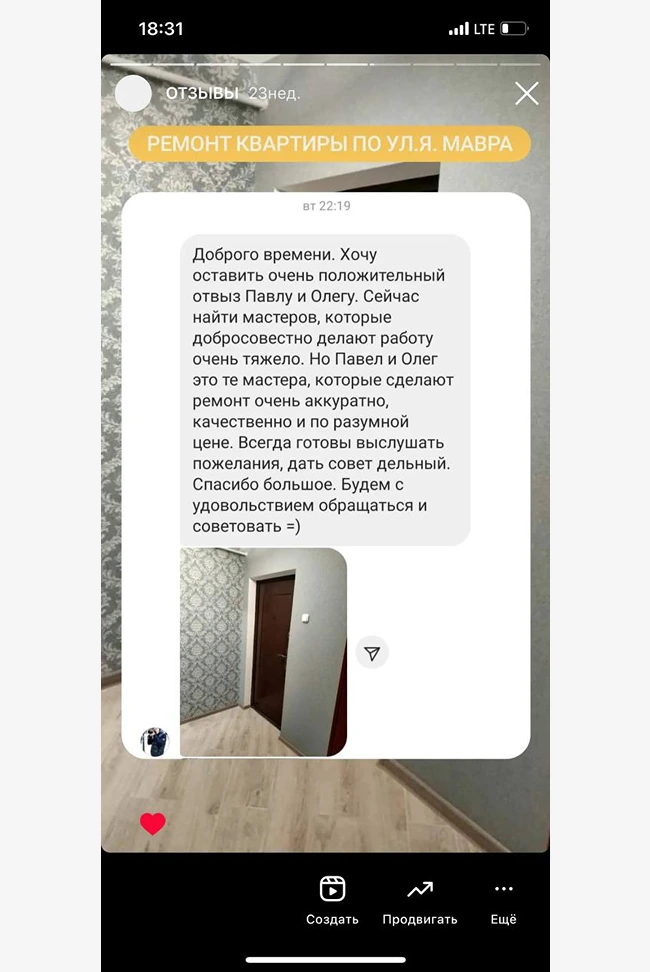 18:31
LTE
ОТЗЫВЫ 23нед.
РЕМОНТ КВАРТИРЫ ПО УЛ.Я. МАВРА
вт 22:19
Доброго времени. Хочу
оставить очень положительный
отвыз Павлу и Олегу. Сейчас
найти мастеров, которые
добросовестно делают работу
очень тяжело. Но Павел и Олег
это те мастера, которые сделают
ремонт очень аккуратно,
качественно и по разумной
цене. Всегда готовы выслушать
пожелания, дать совет дельный.
Спасибо большое. Будем с
удовольствием обращаться и
советовать =)
Создать Продвигать Ещё